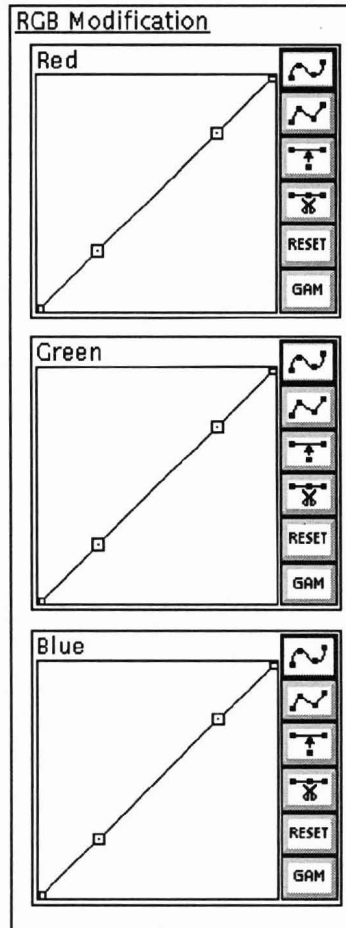 RGB Modification
Red
RESET
GAM
Green
RESET
GAM
Blue
RESET
GAM